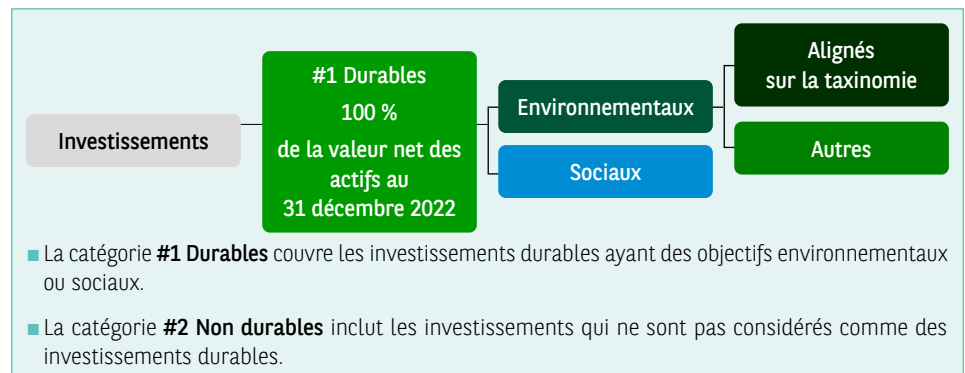 Investissements
#1 Durables
100 %
de la valeur net des
actifs au
31 décembre 2022
Environnementaux
Sociaux
Alignés
sur la taxinomie
Autres
■ La catégorie #1 Durables couvre les investissements durables ayant des objectifs environnementaux
ou sociaux.
■ La catégorie #2 Non durables inclut les investissements qui ne sont pas considérés comme des
investissements durables.